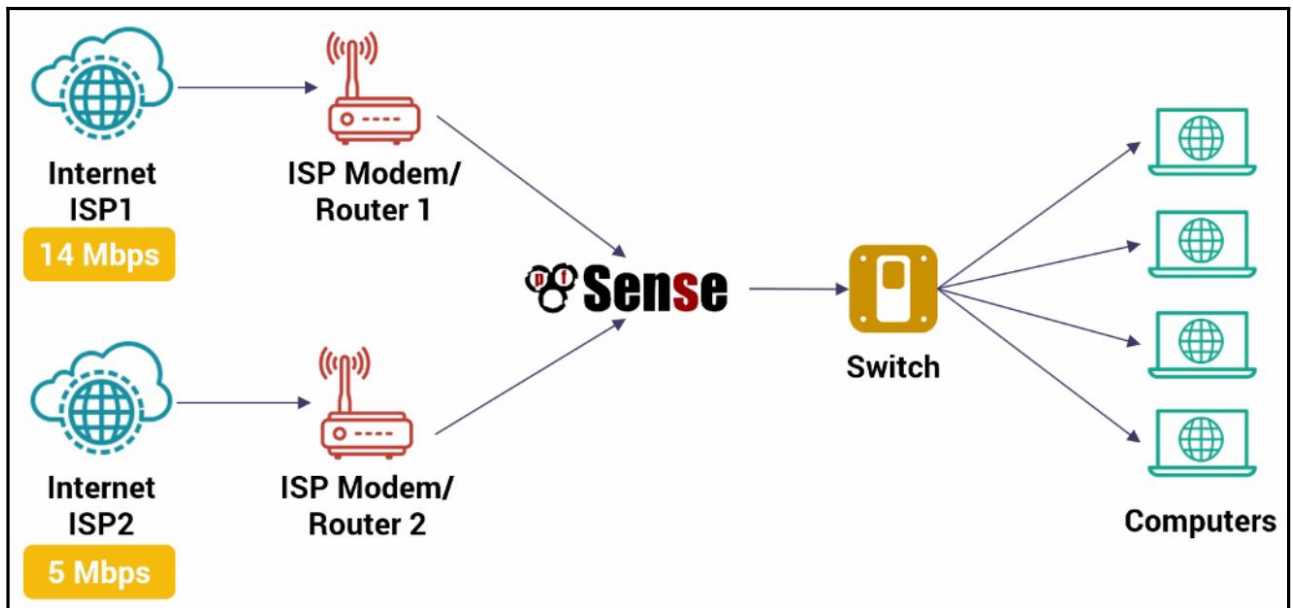 Internet
ISP1
14 Mbps
ISP Modem/
Router 1
pf Sense
Switch
Internet
ISP2
5 Mbps
ISP Modem/
Router 2
Computers